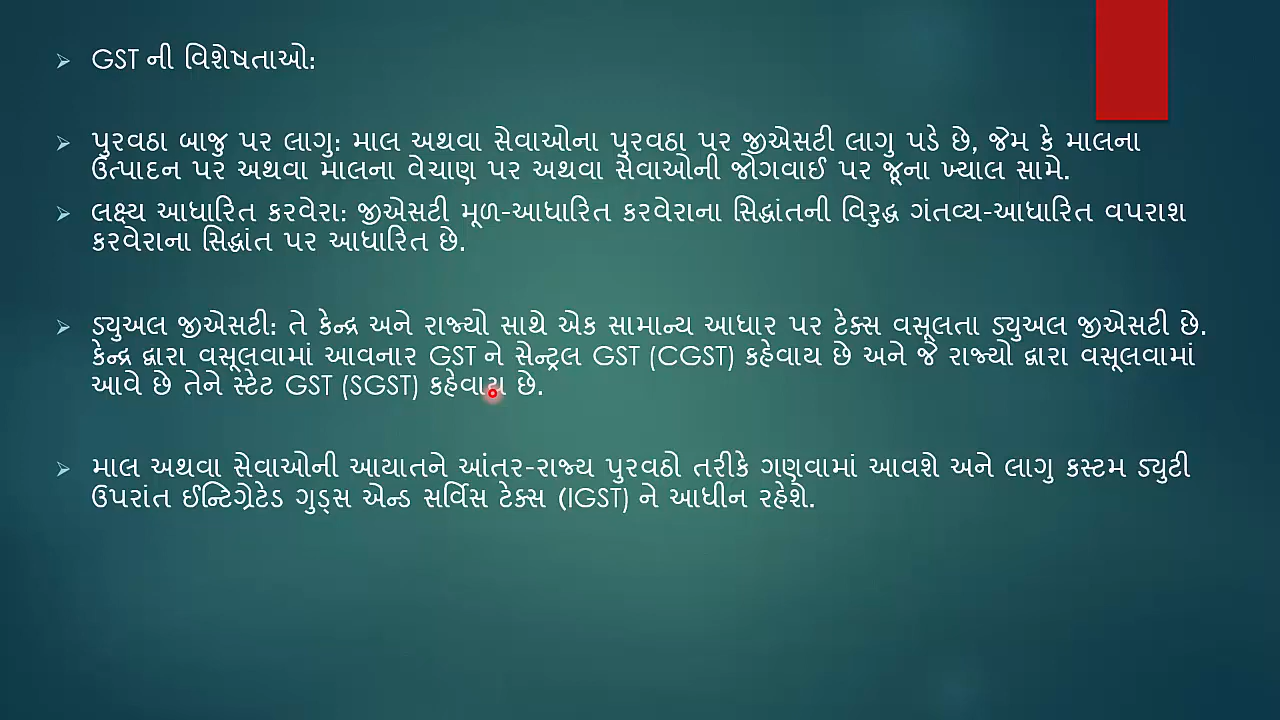 GST ની વિશેષતાઓ:
પુરવઠા બાજુ પર લાગુ: માલ અથવા સેવાઓના પુરવઠા પર જીએસટી લાગુ પડે છે, જેમ કે માલના
ઉત્પાદન પર અથવા માલના વેચાણ પર અથવા સેવાઓની જોગવાઈ પર જૂના ખ્યાલ સામે.
લક્ષ્ય આધારિત કરવેરા: જીએસટી મૂળ-આધારિત કરવેરાના સિદ્ધાંતની વિરુદ્ધ ગંતવ્ય-આધારિત વપરાશ
કરવેરાના સિદ્ધાંત પર આધારિત છે.
ડ્યુઅલ જીએસટી: તે કેન્દ્ર અને રાજ્યો સાથે એક સામાન્ય આધાર પર ટેક્સ વસૂલતા ડ્યુઅલ જીએસટી છે.
કેન્દ્ર દ્વારા વસૂલવામાં આવનાર GST ને સેન્ટ્રલ GST (CGST) કહેવાય છે અને જે રાજ્યો દ્વારા વસૂલવામાં
આવે છે તેને સ્ટેટ GST (SGST) કહેવાય છે.
માલ અથવા સેવાઓની આયાતને આંતર-રાજ્ય પુરવઠો તરીકે ગણવામાં આવશે અને લાગુ કસ્ટમ ડ્યુટી
ઉપરાંત ઈન્ટિગ્રેટેડ ગુડ્સ એન્ડ સર્વિસ ટેક્સ (IGST) ને આધીન રહેશે.